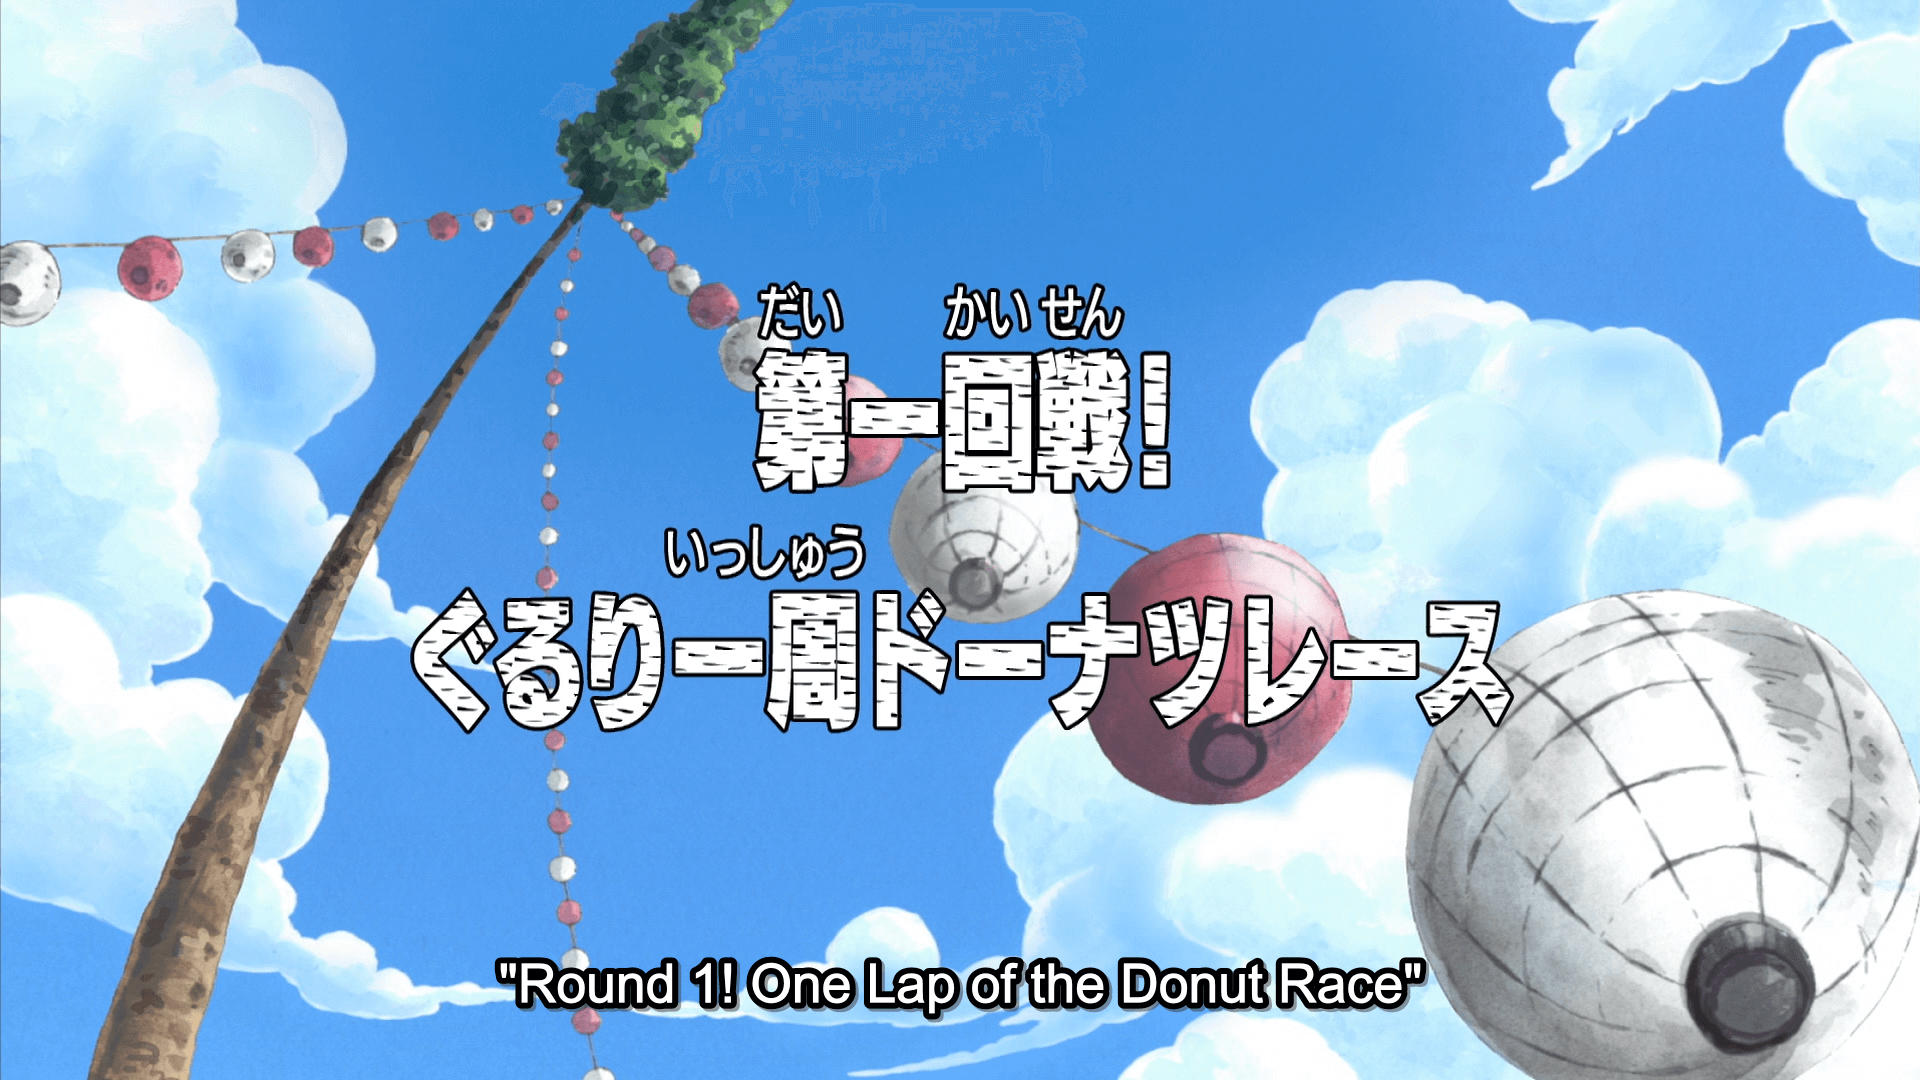 だい かい せん
第一回戦!
いっしゅう
ぐるり一周ドーナツレース
"Round 1! One Lap of the Donut Race"